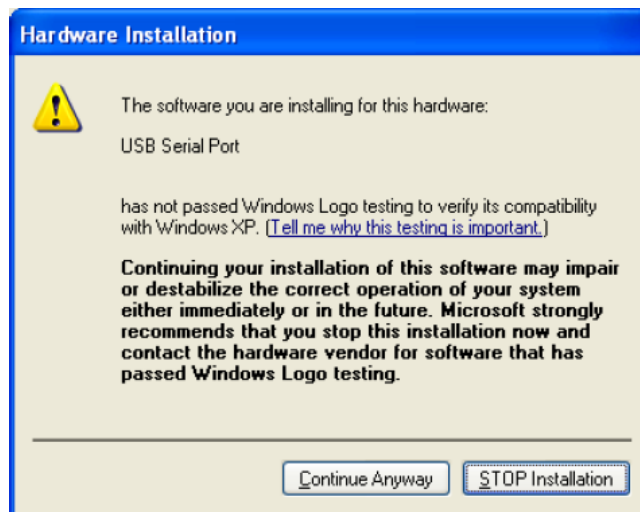 Hardware Installation
The software you are installing for this hardware:
USB Serial Port
has not passed Windows Logo testing to verify its compatibility
with Windows XP. (Tell me why this testing is important.)
Continuing your installation of this software may impair
or destabilize the correct operation of your system
either immediately or in the future. Microsoft strongly
recommends that you stop this installation now and
contact the hardware vendor for software that has
passed Windows Logo testing.
Continue Anyway STOP Installation